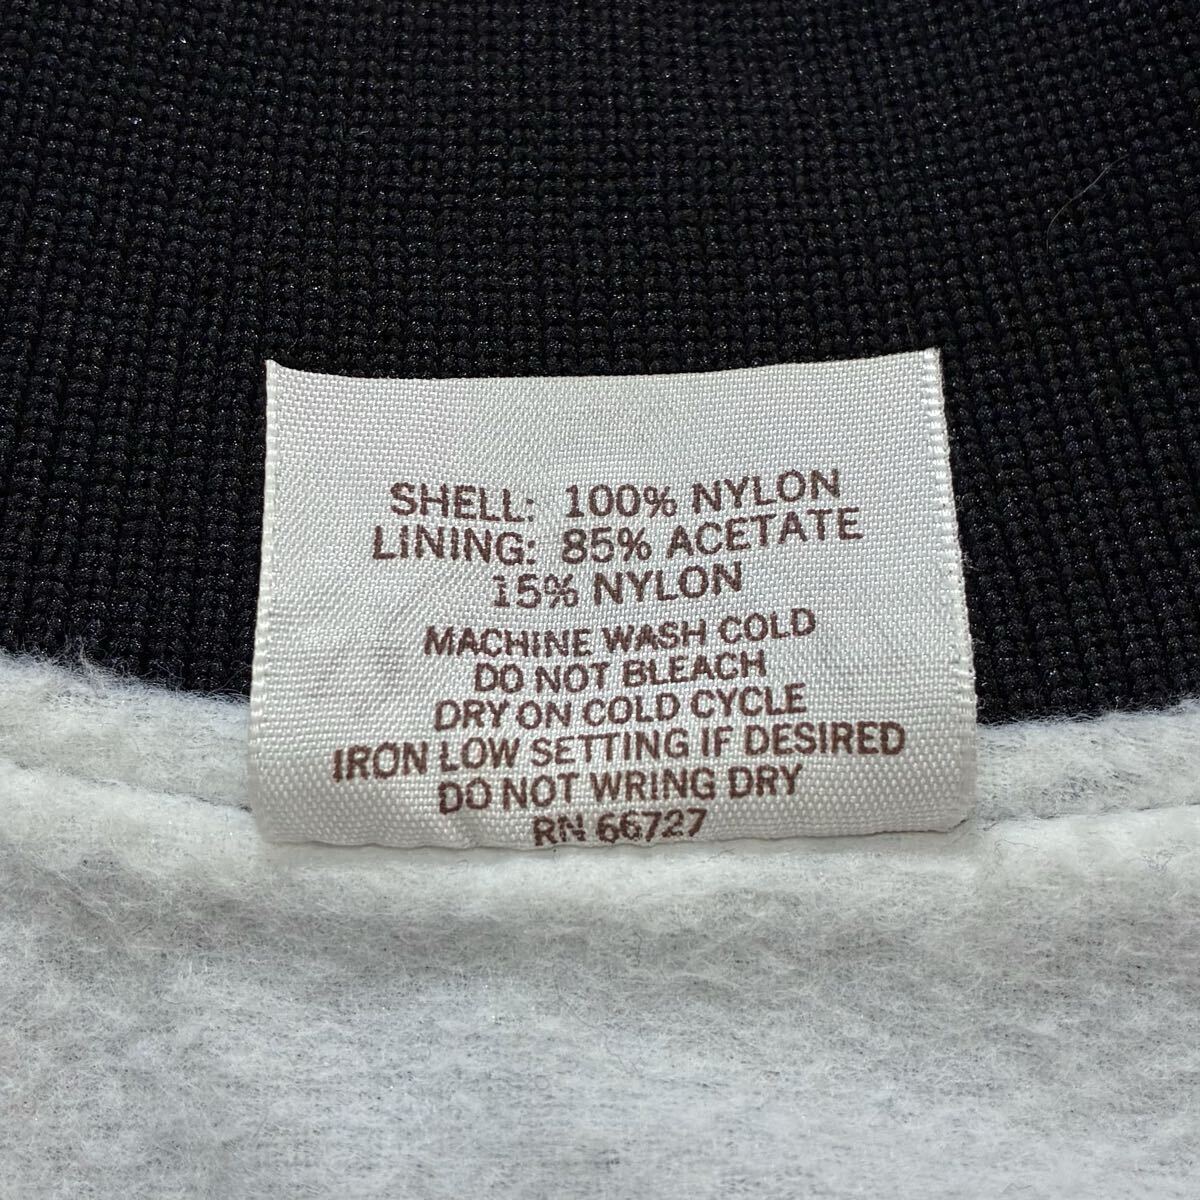 SHELL: 100% NYLON
LINING: 85% ACETATE
15% NYLON
MACHINE WASH COLD
DO NOT BLEACH
DRY ON COLD CYCLE
IRON LOW SETTING IF DESIRED
DO NOT WRING DRY
RN 66727